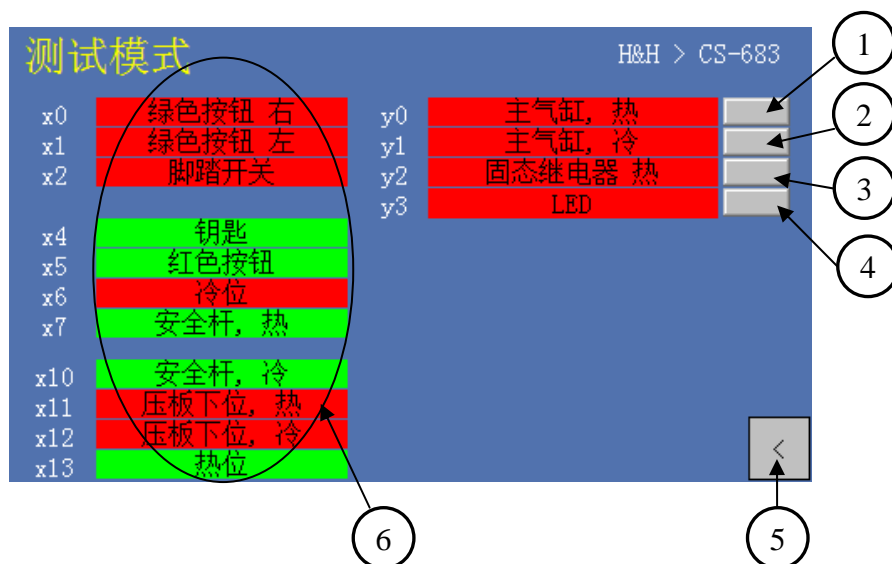 测试模式
H&H > CS-683
x0 绿色按钮 右
x1 绿色按钮 左
x2 脚踏开关
x4 钥匙
x5 红色按钮
x6 冷位
x7 安全杆, 热
x10 安全杆, 冷
x11 压板下位, 热
x12 压板下位, 冷
x13 热位
y0 主气缸, 热
y1 主气缸, 冷
y2 固态继电器 热
y3 LED
<
1
2
3
4
5
6